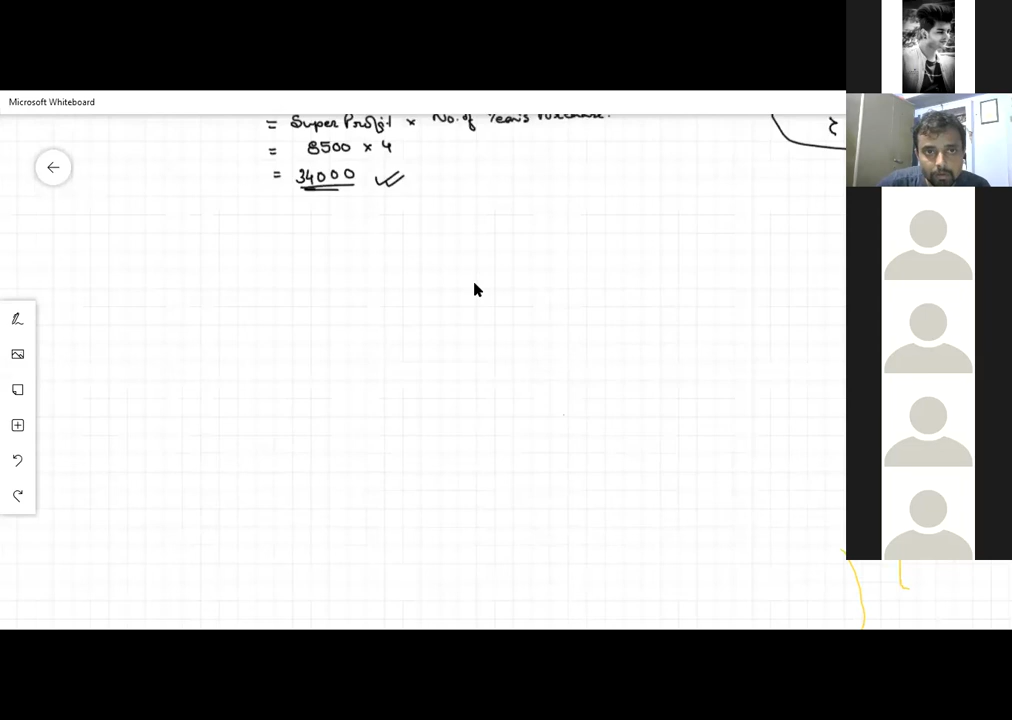 Microsoft Whiteboard
= Super Profit × No. of Years Purchase.
= 8500 × 4
= 34000